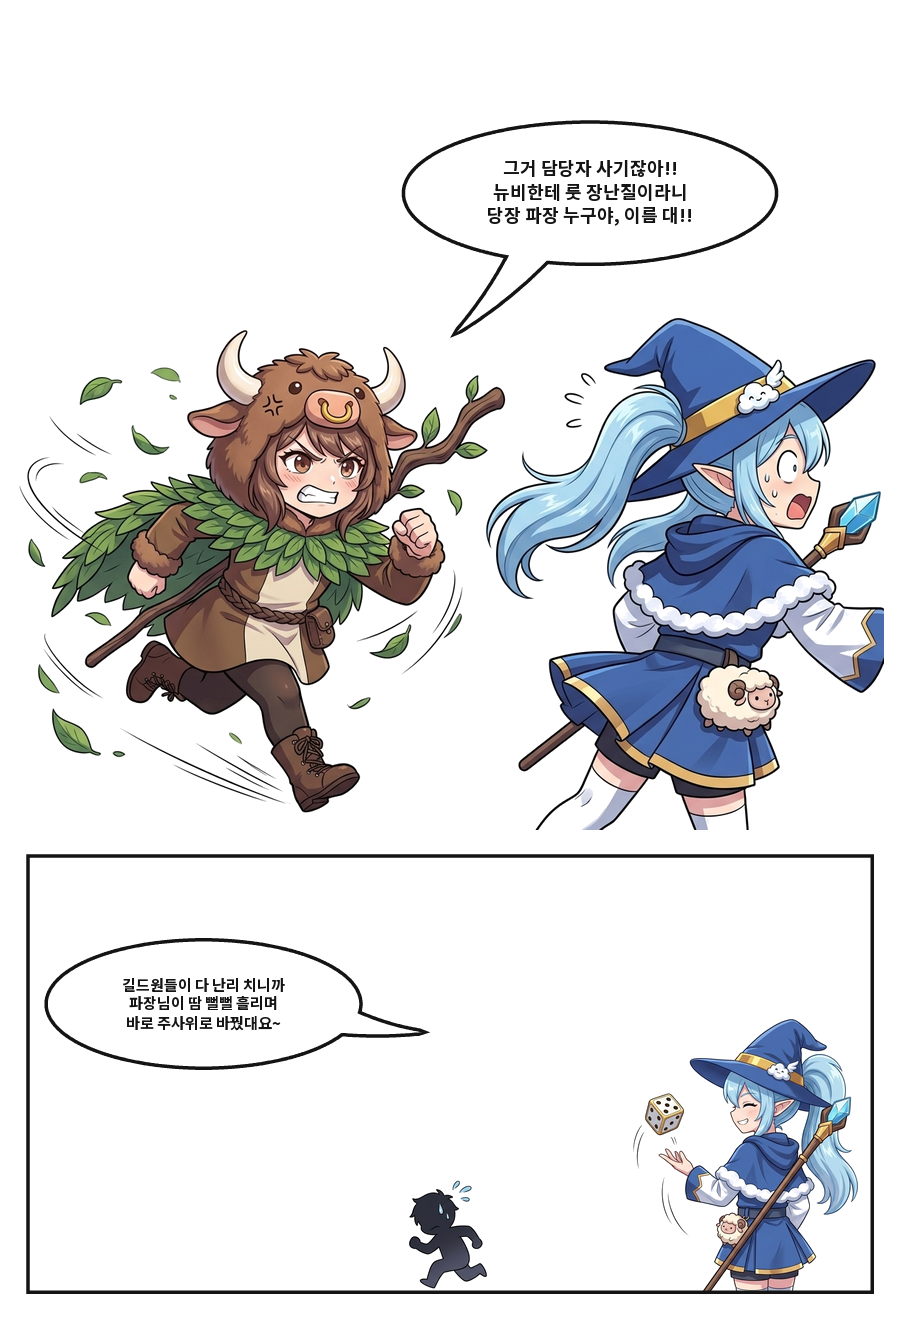 그거 담당자 사기잖아!!
뉴비한테 룻 장난질이라니
당장 파장 누구야, 이름 대!!
길드원들이 다 난리 치니까
파장님이 땀 뻘뻘 흘리며
바로 주사위로 바꿨대요~